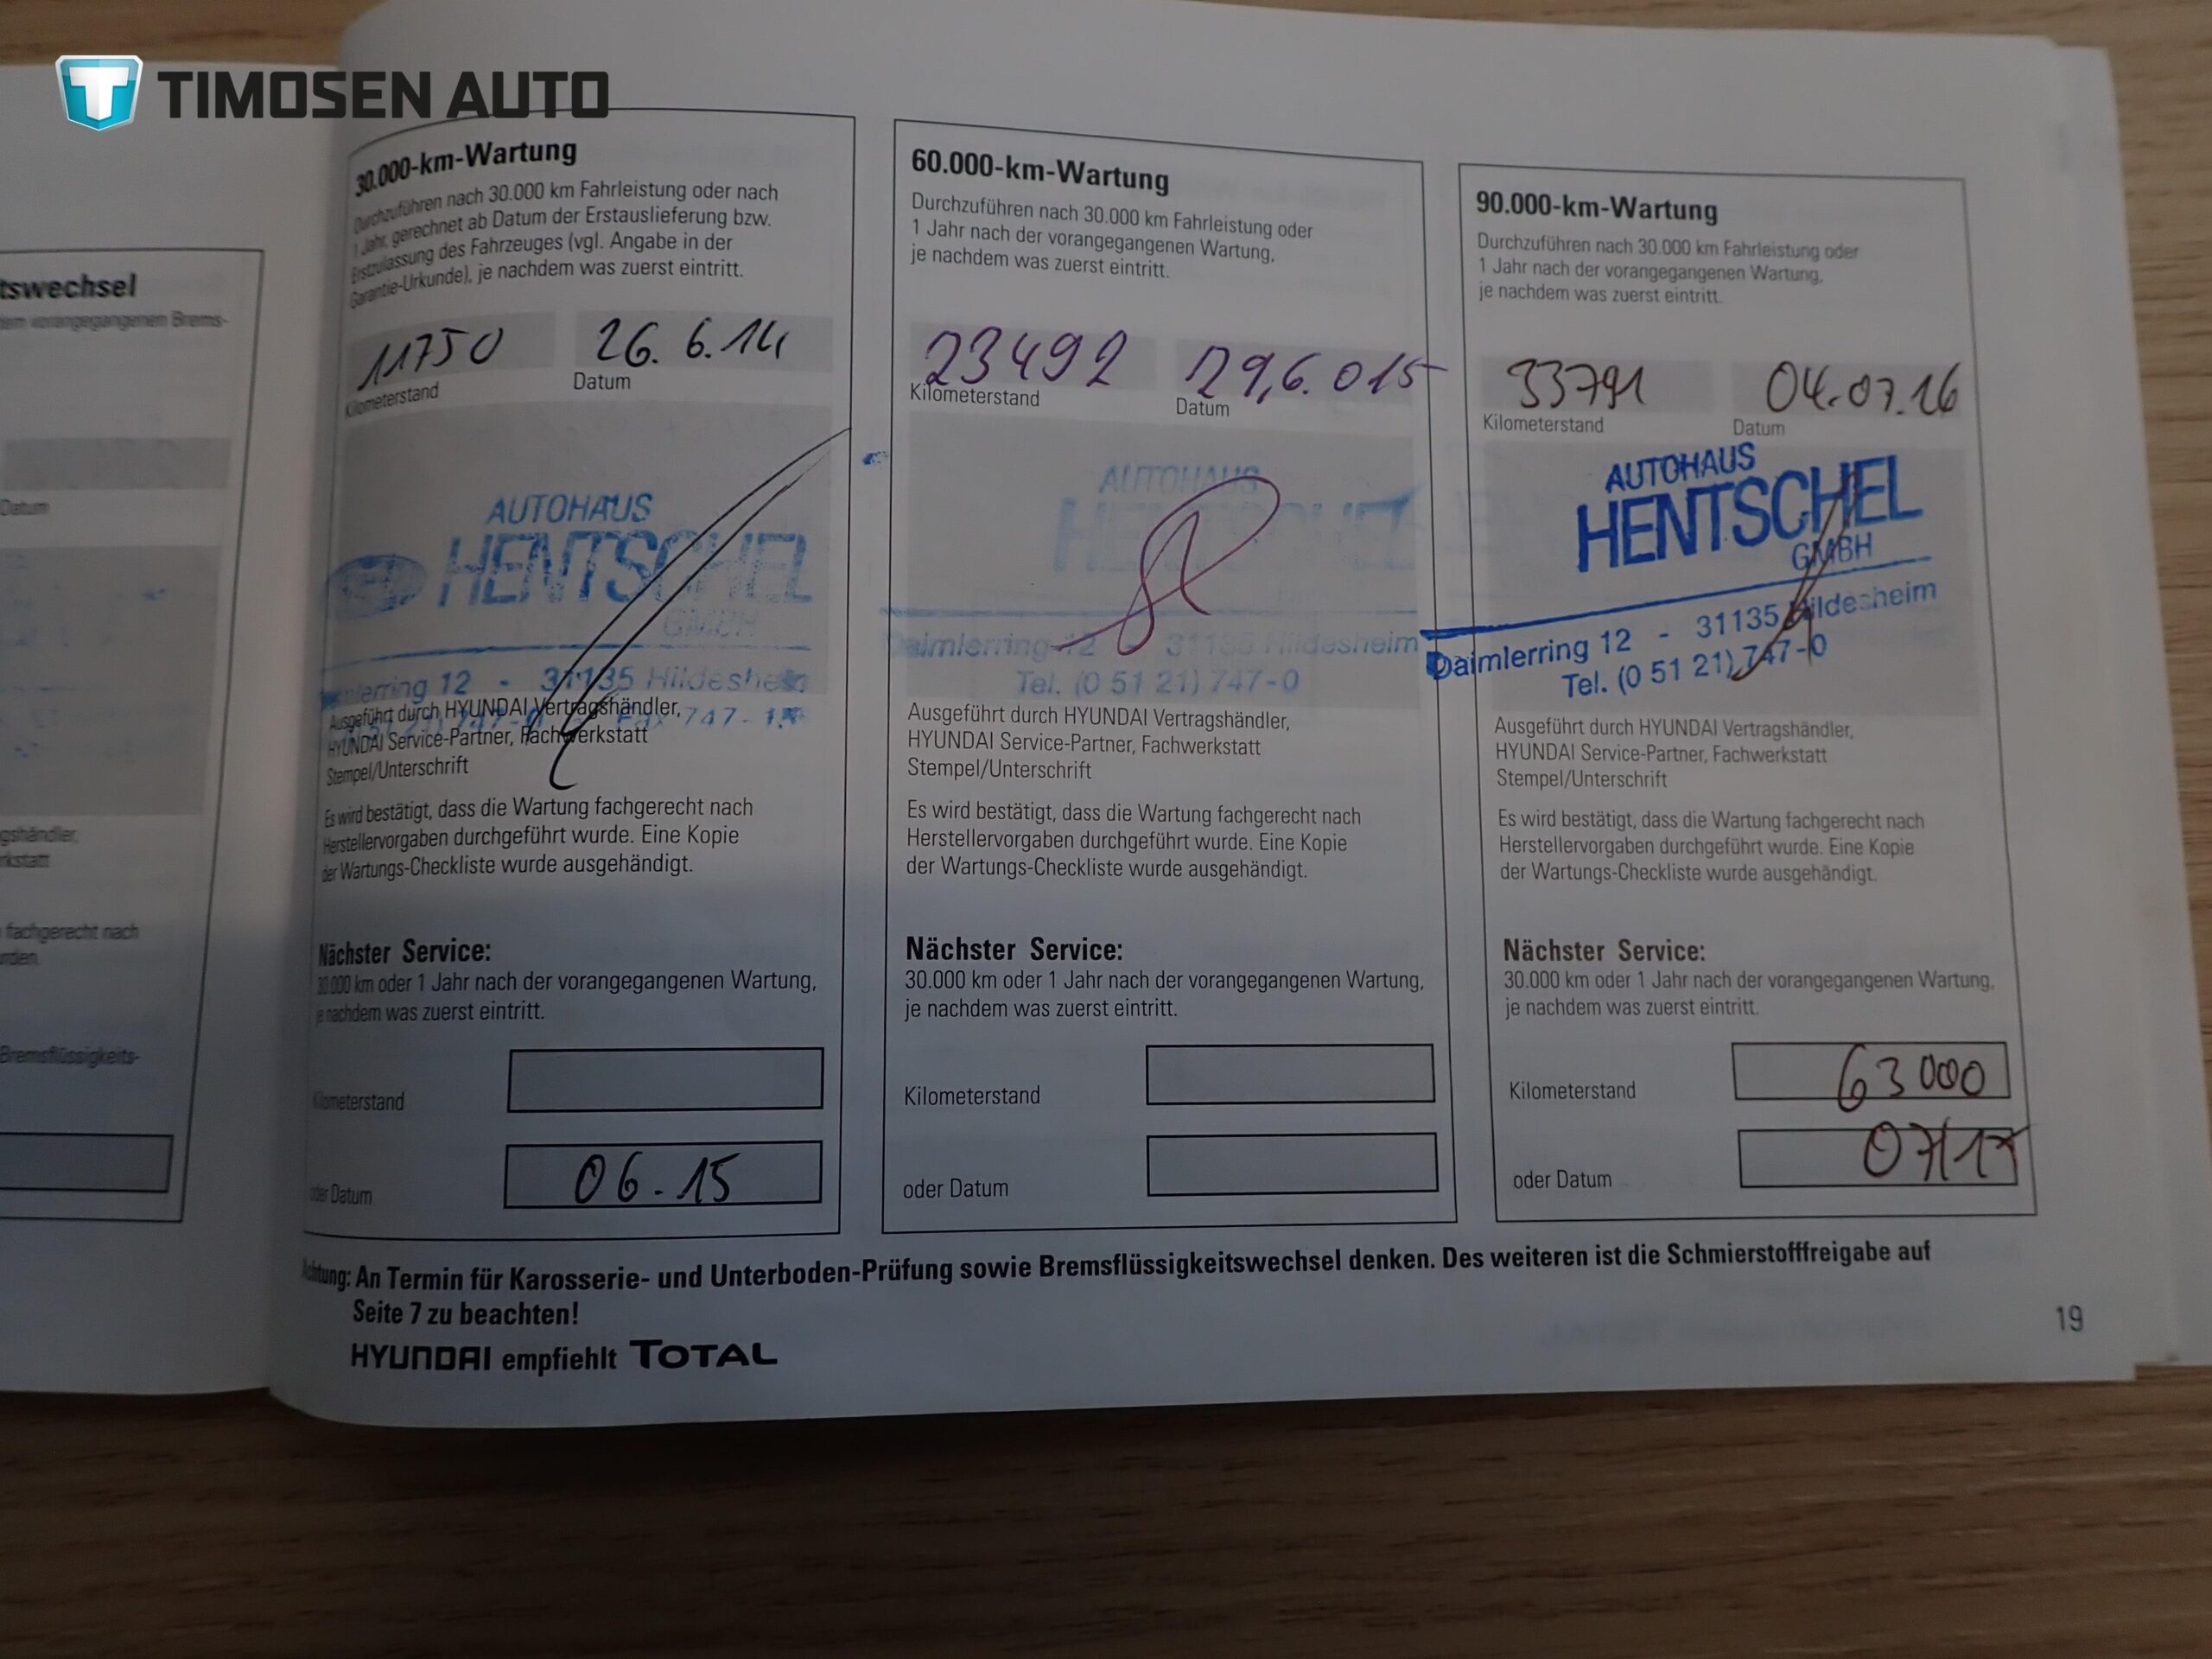 TIMOSEN AUTO
tswechsel
vorangegangenen Brems-
Datum
gshändler,
rkstatt
fachgerecht nach
Bremsflüssigkeits-
30.000-km-Wartung
Durchzuführen nach 30.000 km Fahrleistung oder nach
1 Jahr, gerechnet ab Datum der Erstauslieferung bzw.
Erstzulassung des Fahrzeuges (vgl. Angabe in der
Garantie-Urkunde), je nachdem was zuerst eintritt.
11750 26.6.14
Kilometerstand Datum
AUTOHAUS
HENTSCHEL
GMBH
12 - 31135 Hildesheim
Ausgeführt durch HYUNDAI Vertragshändler,
HYUNDAI Service-Partner, Fachwerkstatt
Stempel/Unterschrift
Es wird bestätigt, dass die Wartung fachgerecht nach
Herstellervorgaben durchgeführt wurde. Eine Kopie
der Wartungs-Checkliste wurde ausgehändigt.
Nächster Service:
30.000 km oder 1 Jahr nach der vorangegangenen Wartung,
je nachdem was zuerst eintritt.
Kilometerstand
oder Datum 06.15
60.000-km-Wartung
Durchzuführen nach 30.000 km Fahrleistung oder
1 Jahr nach der vorangegangenen Wartung,
je nachdem was zuerst eintritt.
23492 29.6.015
Kilometerstand Datum
AUTOHAUS
HENTSCHEL
Daimlerring 12 31135 Hildesheim
Tel. (0 51 21) 747-0
Ausgeführt durch HYUNDAI Vertragshändler,
HYUNDAI Service-Partner, Fachwerkstatt
Stempel/Unterschrift
Es wird bestätigt, dass die Wartung fachgerecht nach
Herstellervorgaben durchgeführt wurde. Eine Kopie
der Wartungs-Checkliste wurde ausgehändigt.
Nächster Service:
30.000 km oder 1 Jahr nach der vorangegangenen Wartung,
je nachdem was zuerst eintritt.
Kilometerstand
oder Datum
90.000-km-Wartung
Durchzuführen nach 30.000 km Fahrleistung oder
1 Jahr nach der vorangegangenen Wartung,
je nachdem was zuerst eintritt.
33791 04.07.16
Kilometerstand Datum
AUTOHAUS
HENTSCHEL
GMBH
Daimlerring 12 - 31135 Hildesheim
Tel. (0 51 21) 747-0
Ausgeführt durch HYUNDAI Vertragshändler,
HYUNDAI Service-Partner, Fachwerkstatt
Stempel/Unterschrift
Es wird bestätigt, dass die Wartung fachgerecht nach
Herstellervorgaben durchgeführt wurde. Eine Kopie
der Wartungs-Checkliste wurde ausgehändigt.
Nächster Service:
30.000 km oder 1 Jahr nach der vorangegangenen Wartung,
je nachdem was zuerst eintritt.
Kilometerstand 63000
oder Datum 07/17
Achtung: An Termin für Karosserie- und Unterboden-Prüfung sowie Bremsflüssigkeitswechsel denken. Des weiteren ist die Schmierstofffreigabe auf
Seite 7 zu beachten!
HYUNDAI empfiehlt TOTAL
19